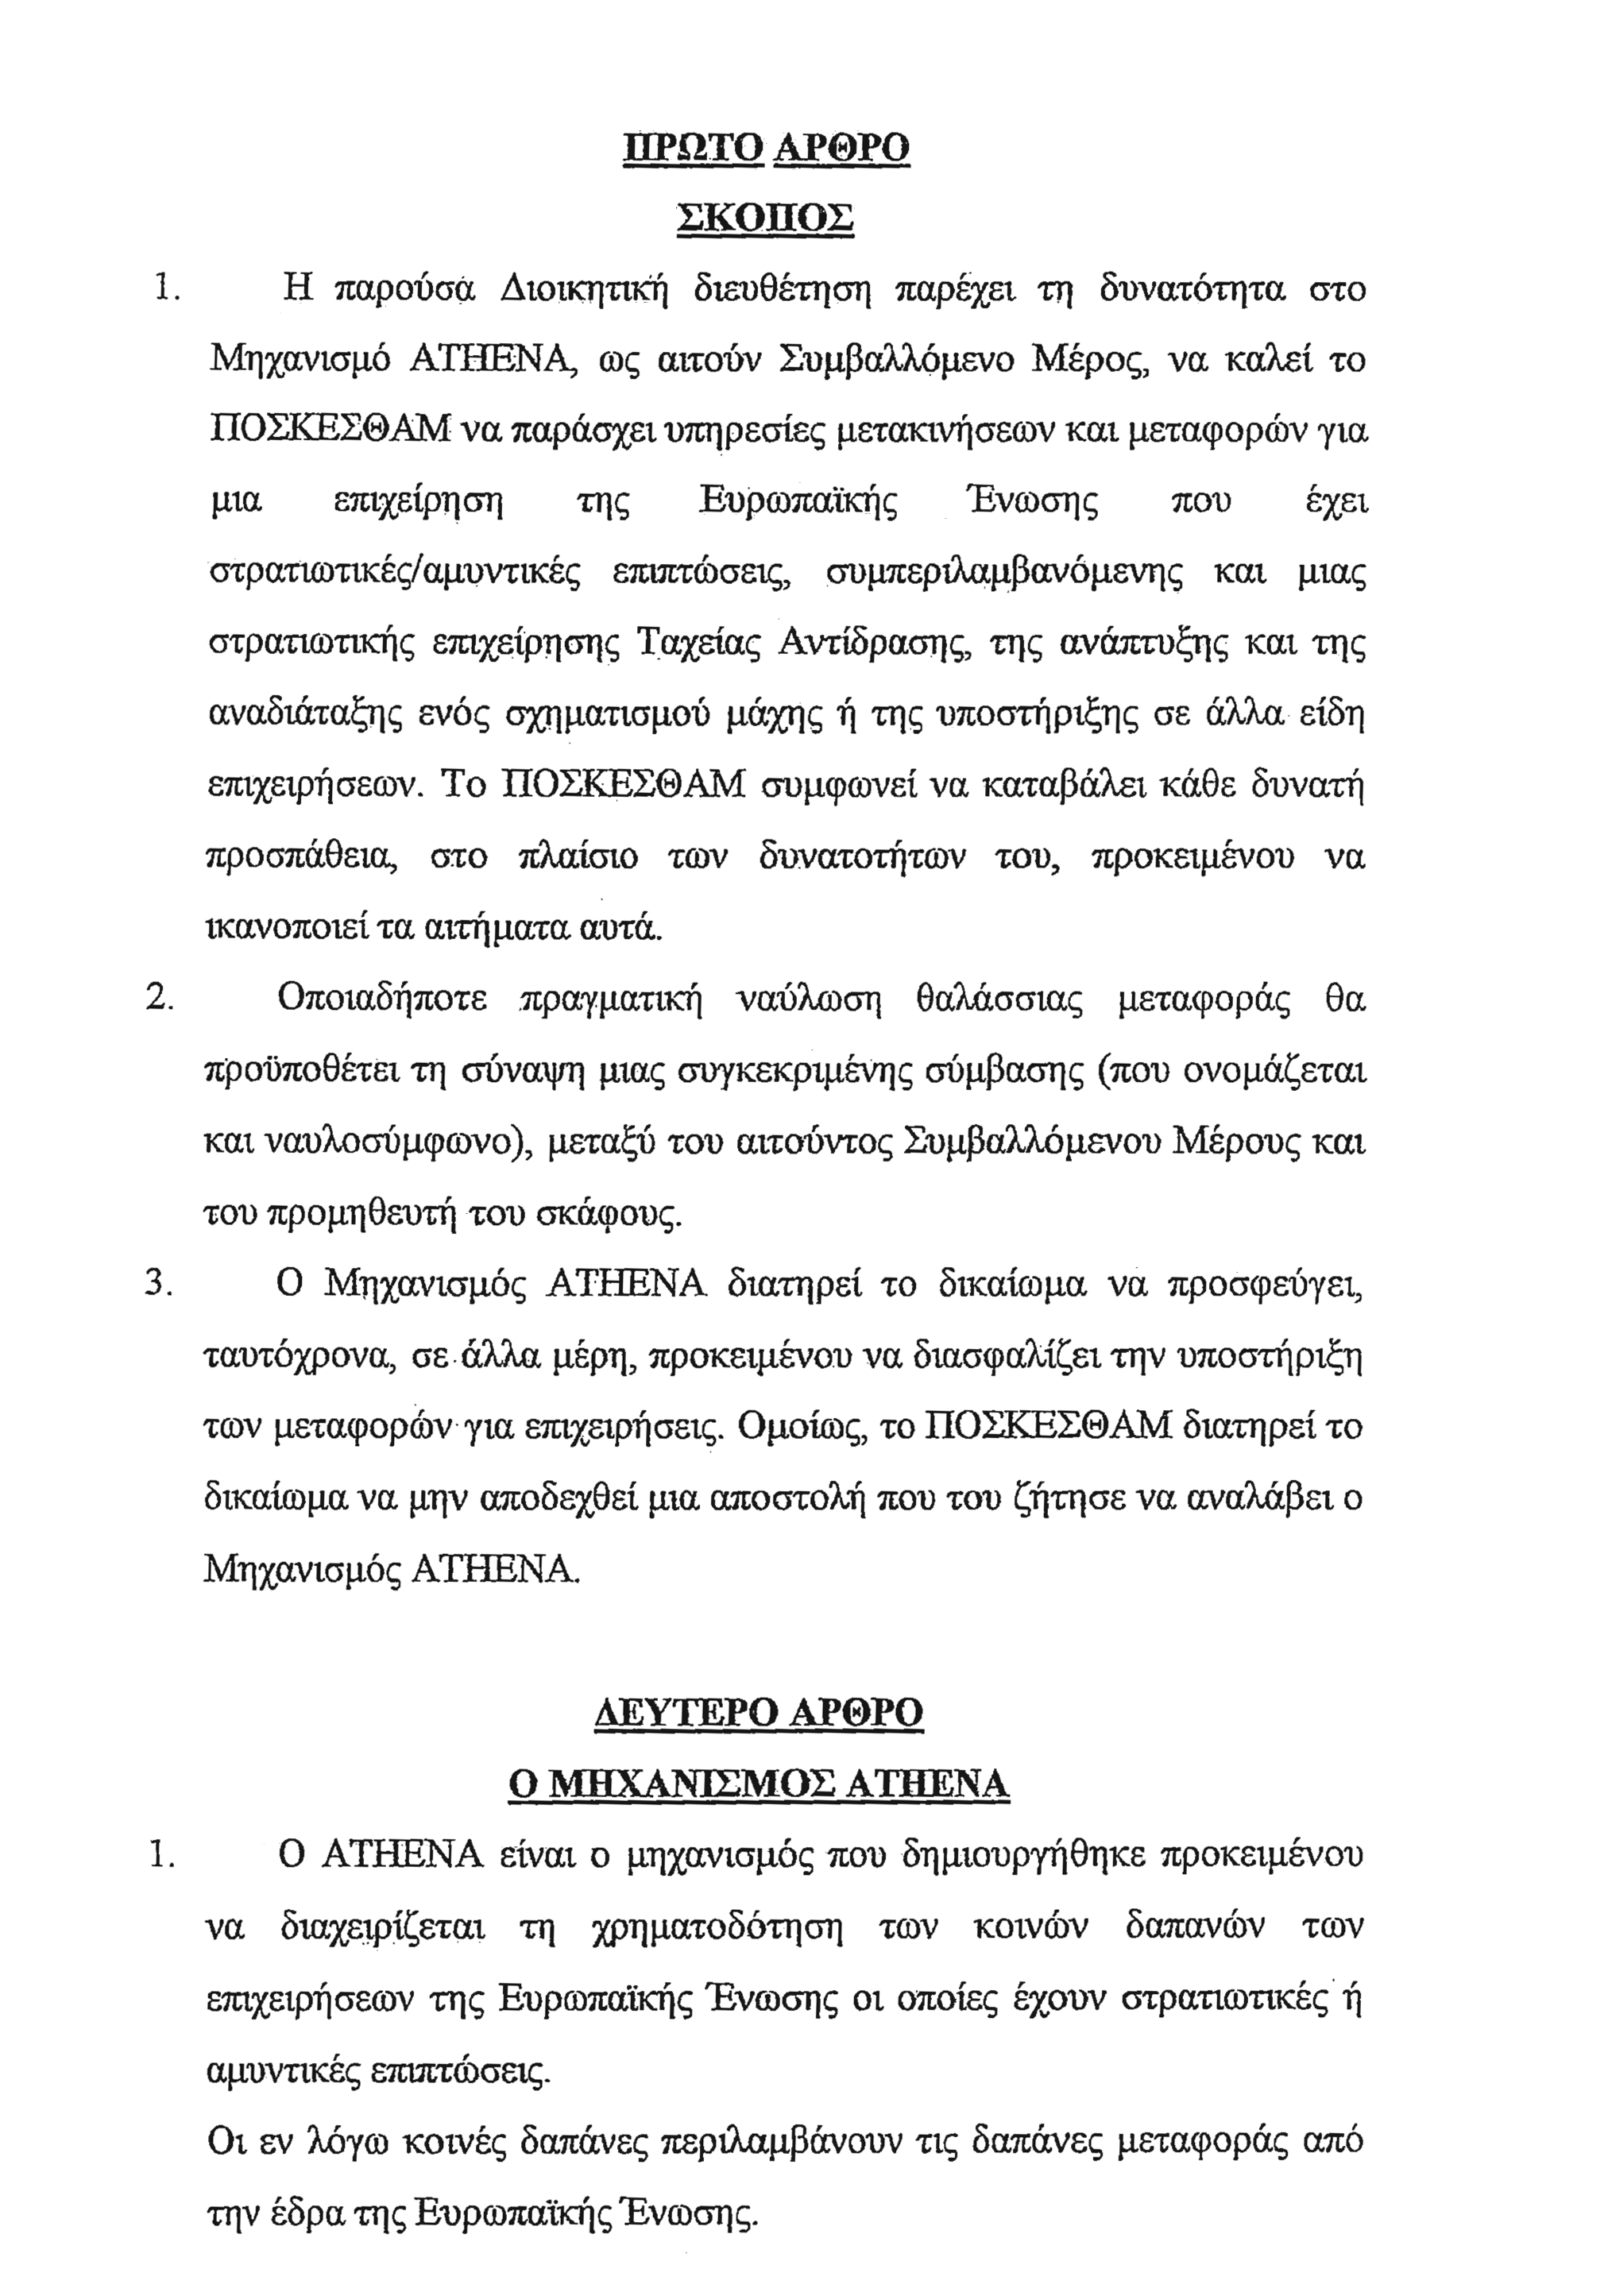 ΠΡΩΤΟ ΑΡΘΡΟ
ΣΚΟΠΟΣ
1. Η παρούσα Διοικητική διευθέτηση παρέχει τη δυνατότητα στο
Μηχανισμό ATHENA, ως αιτούν Συμβαλλόμενο Μέρος, να καλεί το
ΠΟΣΚΕΣΘΑΜ να παράσχει υπηρεσίες μετακινήσεων και μεταφορών για
μια επιχείρηση της Ευρωπαϊκής Ένωσης που έχει
στρατιωτικές/αμυντικές επιπτώσεις, συμπεριλαμβανόμενης και μιας
στρατιωτικής επιχείρησης Ταχείας Αντίδρασης, της ανάπτυξης και της
αναδιάταξης ενός σχηματισμού μάχης ή της υποστήριξης σε άλλα είδη
επιχειρήσεων. Το ΠΟΣΚΕΣΘΑΜ συμφωνεί να καταβάλει κάθε δυνατή
προσπάθεια, στο πλαίσιο των δυνατοτήτων του, προκειμένου να
ικανοποιεί τα αιτήματα αυτά.
2. Οποιαδήποτε πραγματική ναύλωση θαλάσσιας μεταφοράς θα
προϋποθέτει τη σύναψη μιας συγκεκριμένης σύμβασης (που ονομάζεται
και ναυλοσύμφωνο), μεταξύ του αιτούντος Συμβαλλόμενου Μέρους και
του προμηθευτή του σκάφους.
3. Ο Μηχανισμός ATHENA διατηρεί το δικαίωμα να προσφεύγει,
ταυτόχρονα, σε άλλα μέρη, προκειμένου να διασφαλίζει την υποστήριξη
των μεταφορών για επιχειρήσεις. Ομοίως, το ΠΟΣΚΕΣΘΑΜ διατηρεί το
δικαίωμα να μην αποδεχθεί μια αποστολή που του ζήτησε να αναλάβει ο
Μηχανισμός ATHENA.
ΔΕΥΤΕΡΟ ΑΡΘΡΟ
Ο ΜΗΧΑΝΙΣΜΟΣ ATHENA
1. Ο ATHENA είναι ο μηχανισμός που δημιουργήθηκε προκειμένου
να διαχειρίζεται τη χρηματοδότηση των κοινών δαπανών των
επιχειρήσεων της Ευρωπαϊκής Ένωσης οι οποίες έχουν στρατιωτικές ή
αμυντικές επιπτώσεις.
Οι εν λόγω κοινές δαπάνες περιλαμβάνουν τις δαπάνες μεταφοράς από
την έδρα της Ευρωπαϊκής Ένωσης.